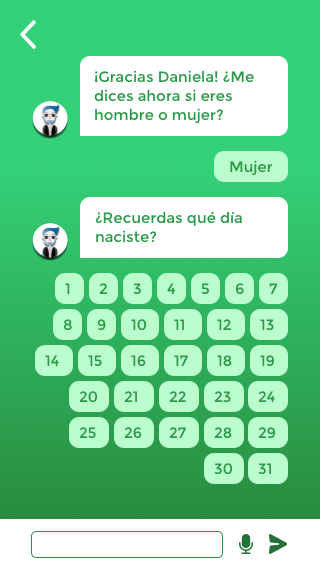 ¡Gracias Daniela! ¿Me
dices ahora si eres
hombre o mujer?
Mujer
¿Recuerdas qué día
naciste?
1 2 3 4 5 6 7
8 9 10 11 12 13
14 15 16 17 18 19
20 21 22 23 24
25 26 27 28 29
30 31